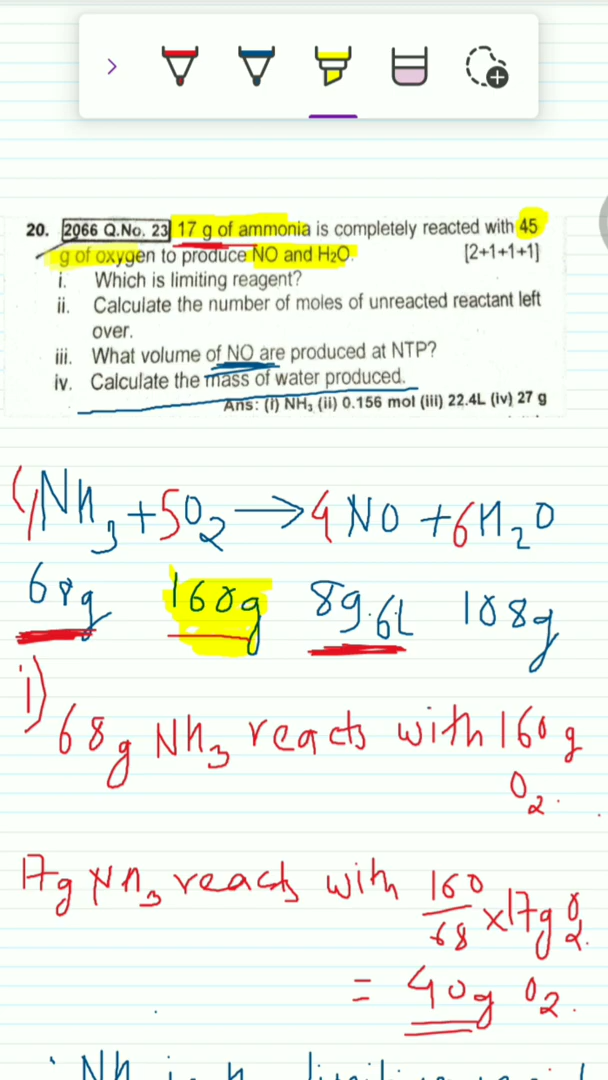 20. 2066 Q.No. 23 17 g of ammonia is completely reacted with 45
g of oxygen to produce NO and H₂O. [2+1+1+1]
i. Which is limiting reagent?
ii. Calculate the number of moles of unreacted reactant left
over.
iii. What volume of NO are produced at NTP?
iv. Calculate the mass of water produced.
Ans: (i) NH₃ (ii) 0.156 mol (iii) 22.4L (iv) 27 g
4NH₃ + 5O₂ → 4NO + 6H₂O
68g 160g 89.6L 108g
i)
68g NH₃ reacts with 160g
O₂.
17g NH₃ reacts with 160/68 x17g O₂.
= 40g O₂.